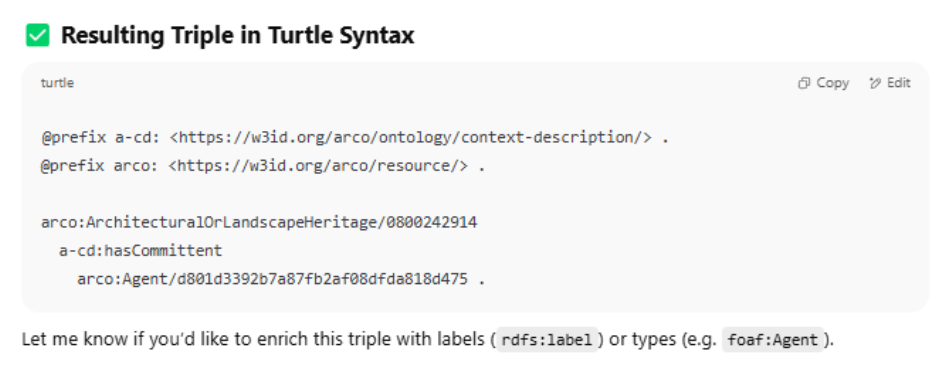 ✅ Resulting Triple in Turtle Syntax
turtle Copy Edit
@prefix a-cd: <https://w3id.org/arco/ontology/context-description/> .
@prefix arco: <https://w3id.org/arco/resource/> .
arco:ArchitecturalOrLandscapeHeritage/0800242914
a-cd:hasCommittent
arco:Agent/d801d3392b7a87fb2af08dfda818d475 .
Let me know if you'd like to enrich this triple with labels (rdfs:label) or types (e.g. foaf:Agent).